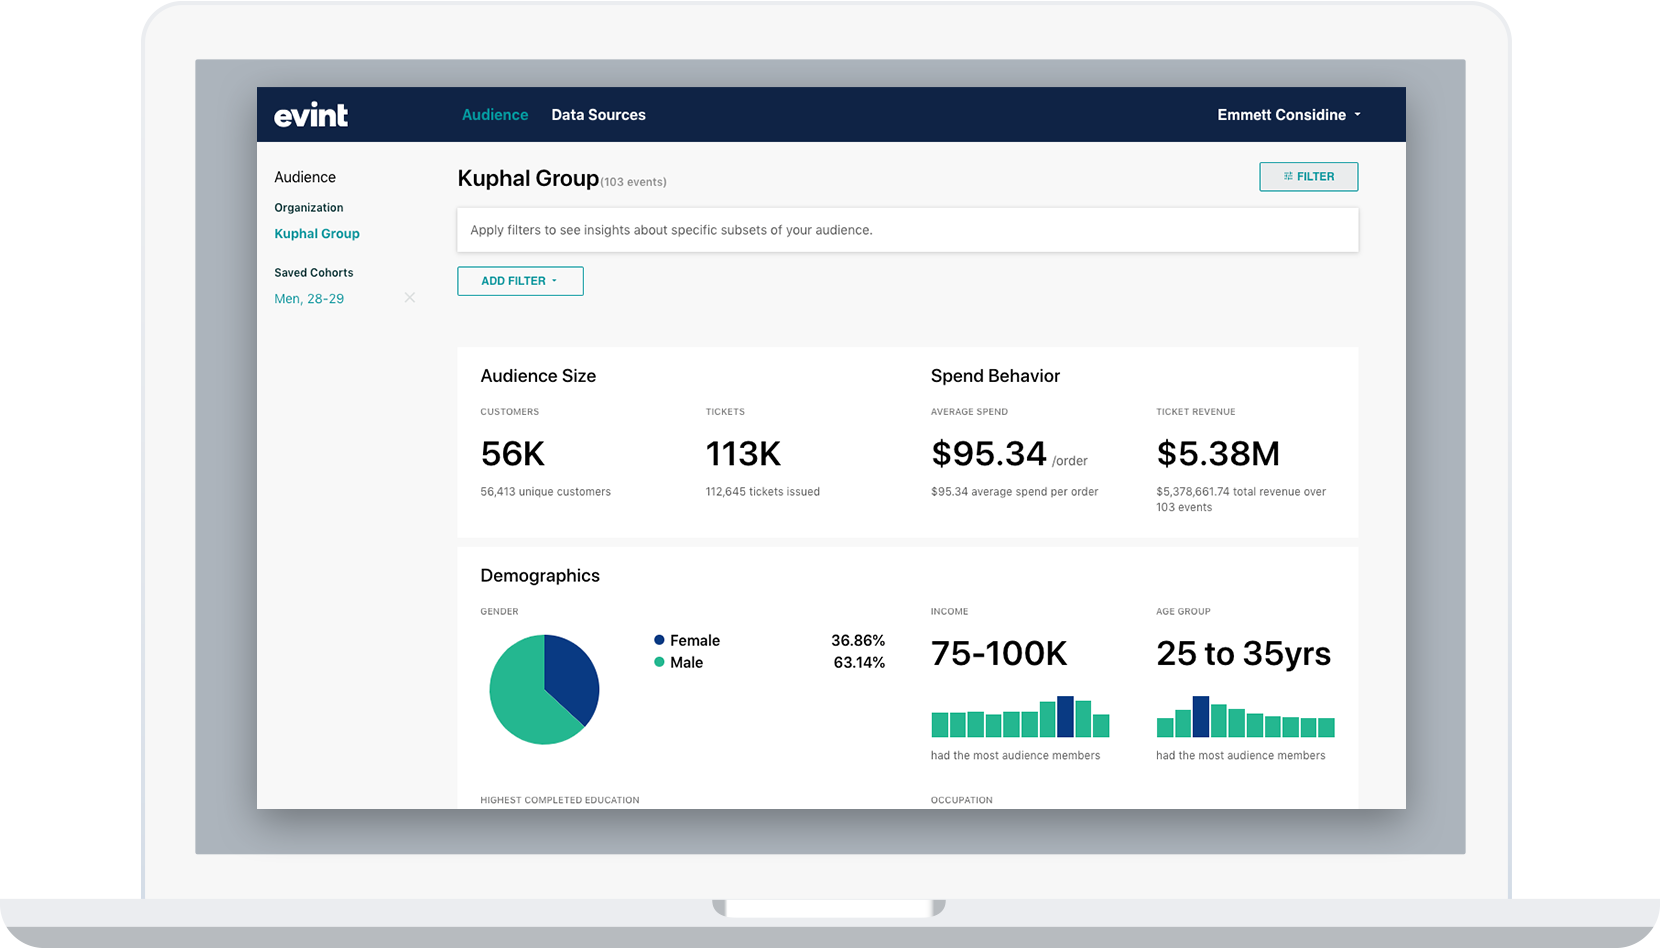 evint
Audience
Data Sources
Emmett Considine
Audience
Organization
Kuphal Group
Saved Cohorts
Men, 28-29
Kuphal Group (103 events)
FILTER
Apply filters to see insights about specific subsets of your audience.
ADD FILTER
Audience Size
CUSTOMERS
56K
56,413 unique customers
TICKETS
113K
112,645 tickets issued
Spend Behavior
AVERAGE SPEND
$95.34 /order
$95.34 average spend per order
TICKET REVENUE
$5.38M
$5,378,661.74 total revenue over
103 events
Demographics
GENDER
Female 36.86%
Male 63.14%
INCOME
75-100K
had the most audience members
AGE GROUP
25 to 35yrs
had the most audience members
HIGHEST COMPLETED EDUCATION
OCCUPATION